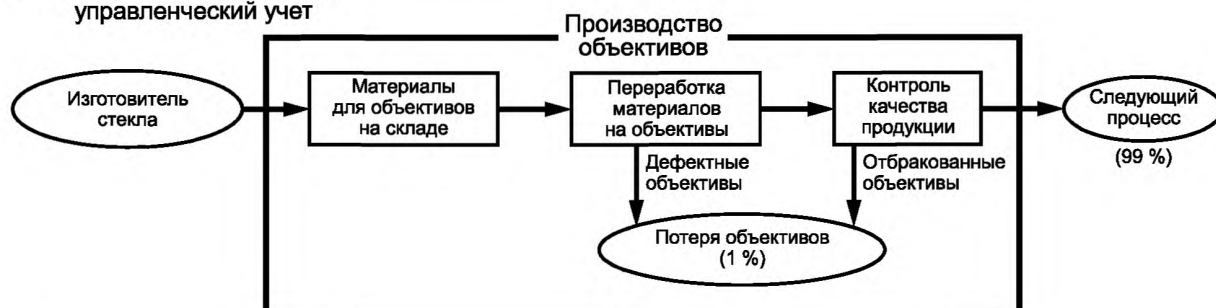 управленческий учет
Производство
объективов
Изготовитель
стекла
Материалы
для объективов
на складе
Переработка
материалов
на объективы
Контроль
качества
продукции
Следующий
процесс
(99 %)
Дефектные
объективы
Отбракованные
объективы
Потеря объективов
(1 %)